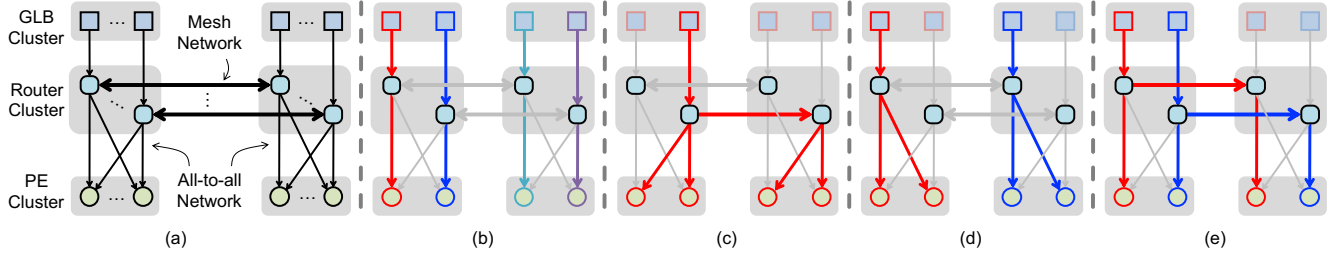 GLB
Cluster
Mesh
Network
Router
Cluster
PE
Cluster
All-to-all
Network
(a)
(b)
(c)
(d)
(e)